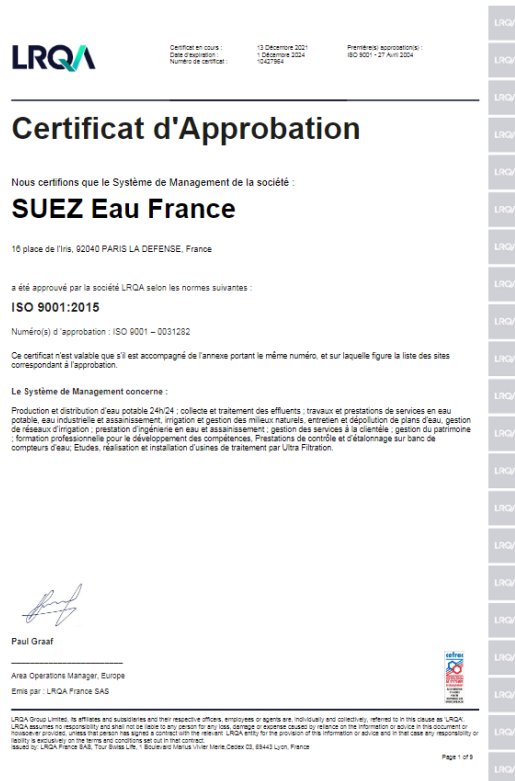 LRQA
Certificat en cours : 13 Décembre 2021 Première(s) approbation(s) :
Date d'expiration : 1 Décembre 2024 ISO 9001 - 27 Avril 2004
Numéro de certificat : 10427964
Certificat d'Approbation
Nous certifions que le Système de Management de la société :
SUEZ Eau France
16 place de l'Iris, 92040 PARIS LA DEFENSE, France
a été approuvé par la société LRQA selon les normes suivantes :
ISO 9001:2015
Numéro(s) d 'approbation : ISO 9001 – 0031282
Ce certificat n'est valable que s'il est accompagné de l'annexe portant le même numéro, et sur laquelle figure la liste des sites
correspondant à l'approbation.
Le Système de Management concerne :
Production et distribution d'eau potable 24h/24 ; collecte et traitement des effluents ; travaux et prestations de services en eau
potable, eau industrielle et assainissement, irrigation et gestion des milieux naturels, entretien et dépollution de plans d'eau, gestion
de réseaux d'irrigation ; prestation d'ingénierie en eau et assainissement ; gestion des services à la clientèle ; gestion du patrimoine
; formation professionnelle pour le développement des compétences, Prestations de contrôle et d'étalonnage sur banc de
compteurs d'eau; Etudes, réalisation et installation d'usines de traitement par Ultra Filtration.
Paul Graaf
Area Operations Manager, Europe
Emis par : LRQA France SAS
cofrac
LRQA Group Limited, its affiliates and subsidiaries and their respective officers, employees or agents are, individually and collectively, referred to in this clause as 'LRQA'.
LRQA assumes no responsibility and shall not be liable to any person for any loss, damage or expense caused by reliance on the information or advice in this document or
howsoever provided, unless that person has signed a contract with the relevant LRQA entity for the provision of this information or advice and in that case any responsibility or
liability is exclusively on the terms and conditions set out in that contract.
Issued by: LRQA France SAS, Tour Swiss Life, 1 Boulevard Marius Vivier Merle,Cedex 03, 69443 Lyon, France
Page 1 of 9